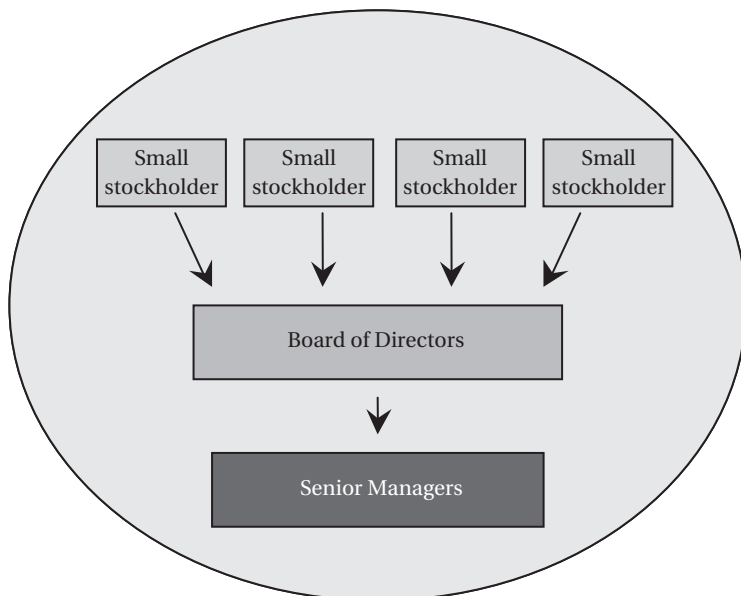 Small
stockholder
Small
stockholder
Small
stockholder
Small
stockholder
Board of Directors
Senior Managers